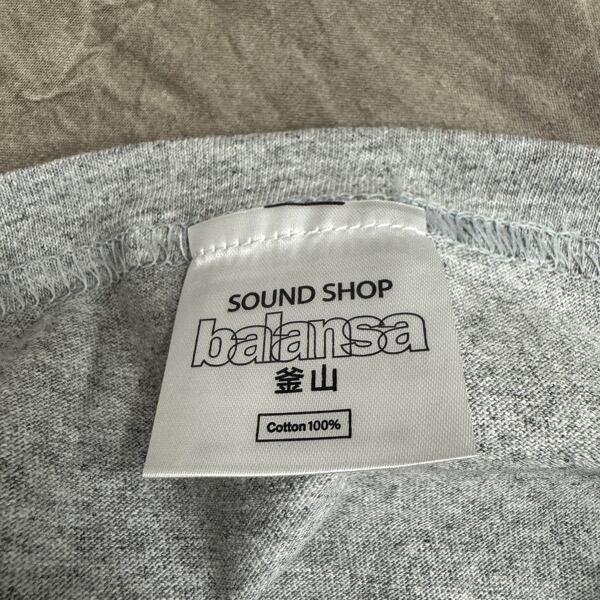 SOUND SHOP
balansa
釜山
Cotton 100%